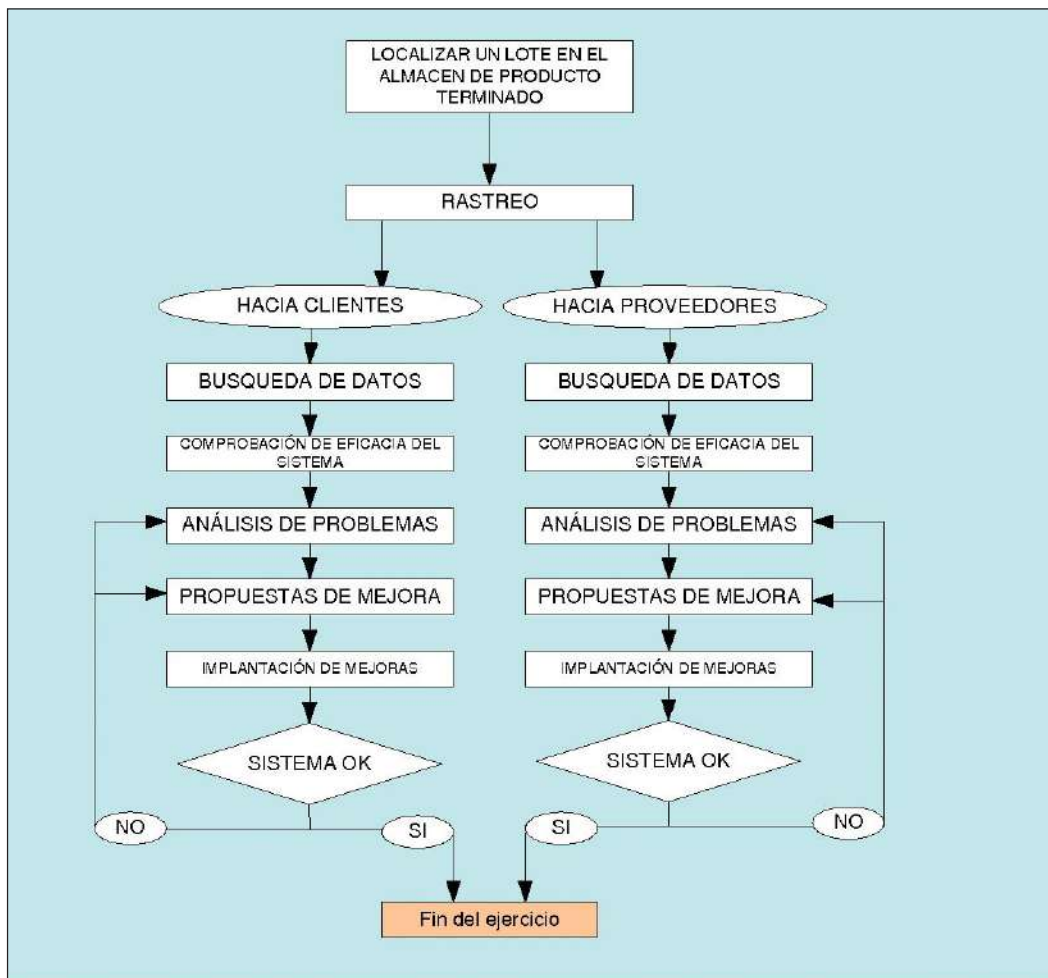 LOCALIZAR UN LOTE EN EL
ALMACEN DE PRODUCTO
TERMINADO
RASTREO
HACIA CLIENTES
HACIA PROVEEDORES
BUSQUEDA DE DATOS
BUSQUEDA DE DATOS
COMPROBACIÓN DE EFICACIA DEL
SISTEMA
COMPROBACIÓN DE EFICACIA DEL
SISTEMA
ANÁLISIS DE PROBLEMAS
ANÁLISIS DE PROBLEMAS
PROPUESTAS DE MEJORA
PROPUESTAS DE MEJORA
IMPLANTACIÓN DE MEJORAS
IMPLANTACIÓN DE MEJORAS
SISTEMA OK
SISTEMA OK
NO
SI
SI
NO
Fin del ejercicio